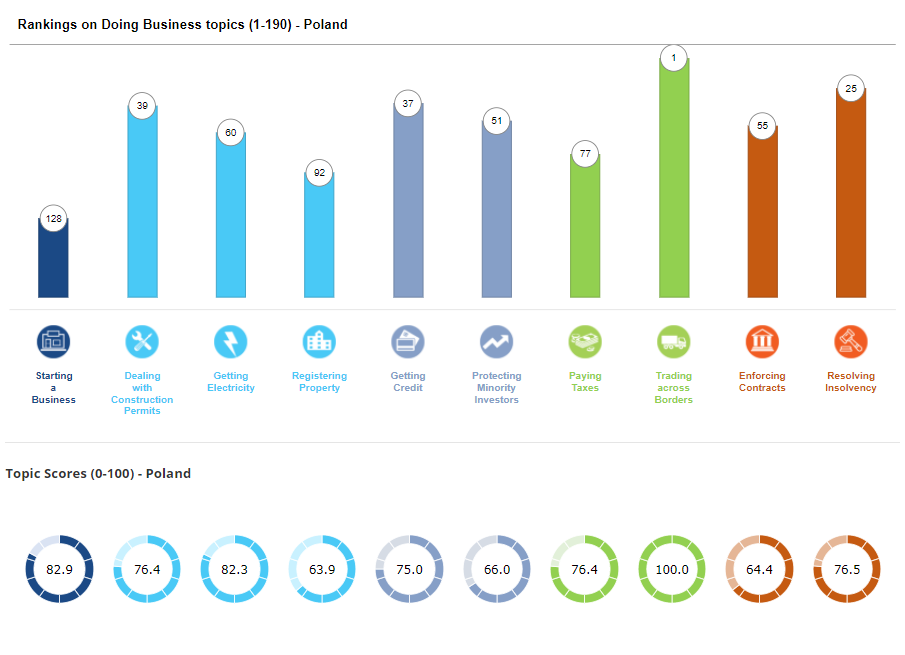 Rankings on Doing Business topics (1-190) - Poland
128
39
60
92
37
51
77
1
55
25
Starting
a
Business
Dealing
with
Construction
Permits
Getting
Electricity
Registering
Property
Getting
Credit
Protecting
Minority
Investors
Paying
Taxes
Trading
across
Borders
Enforcing
Contracts
Resolving
Insolvency
Topic Scores (0-100) - Poland
82.9
76.4
82.3
63.9
75.0
66.0
76.4
100.0
64.4
76.5